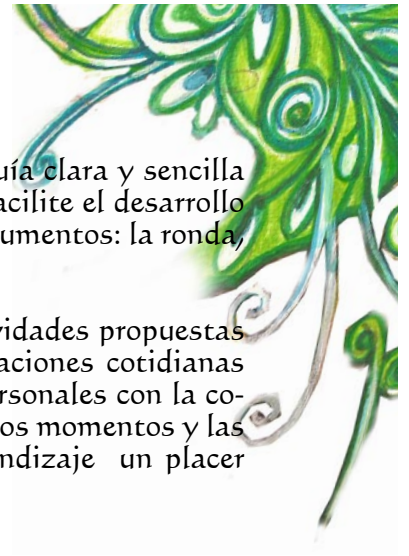 uía clara y sencilla
acilite el desarrollo
umentos: la ronda,
vidades propuestas
aciones cotidianas
ersonales con la co-
os momentos y las
ndizaje un placer